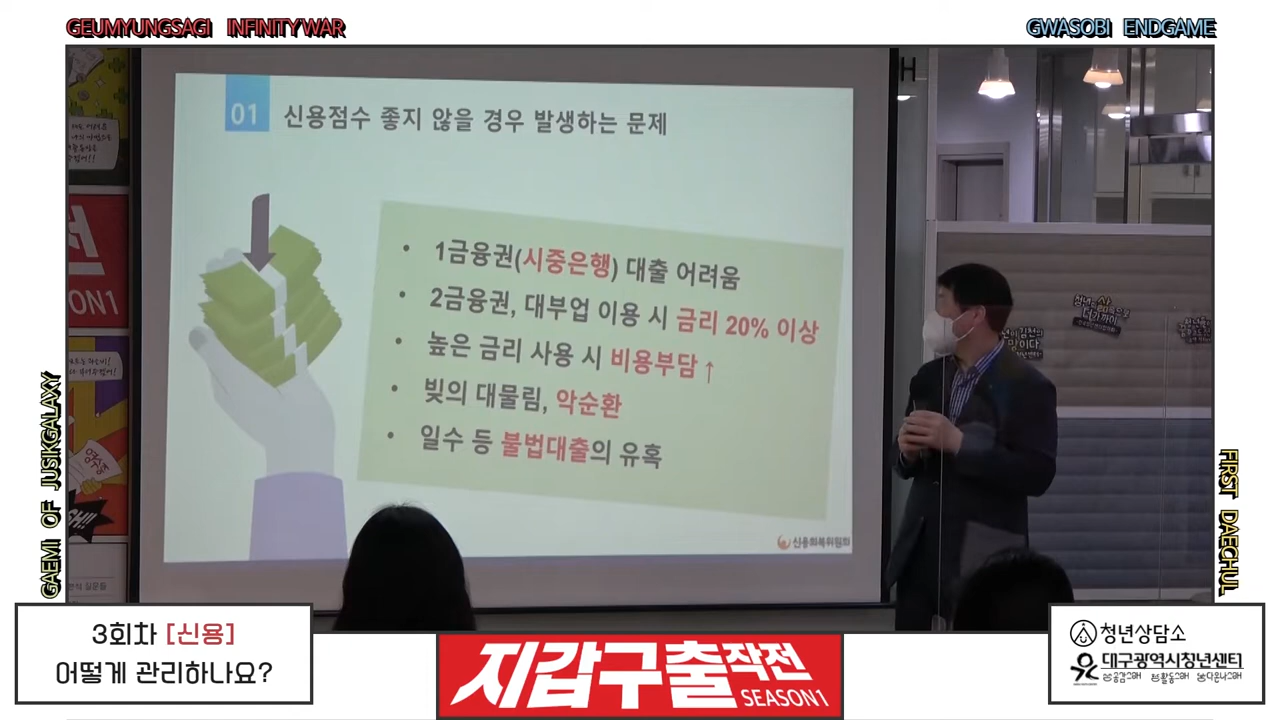 GEUMYUNGSAGI INFINITY WAR
GWASOBI ENDGAME
01 신용점수 좋지 않을 경우 발생하는 문제
• 1금융권(시중은행) 대출 어려움
• 2금융권, 대부업 이용 시 금리 20% 이상
• 높은 금리 사용 시 비용부담 ↑
• 빚의 대물림, 악순환
• 일수 등 불법대출의 유혹
신용회복위원회
SON1
GAEMI OF JUSIKGALAXY
FIRST DAECHUL
3회차 [신용]
어떻게 관리하나요?
지갑구출작전
SEASON1
청년상담소
대구광역시청년센터